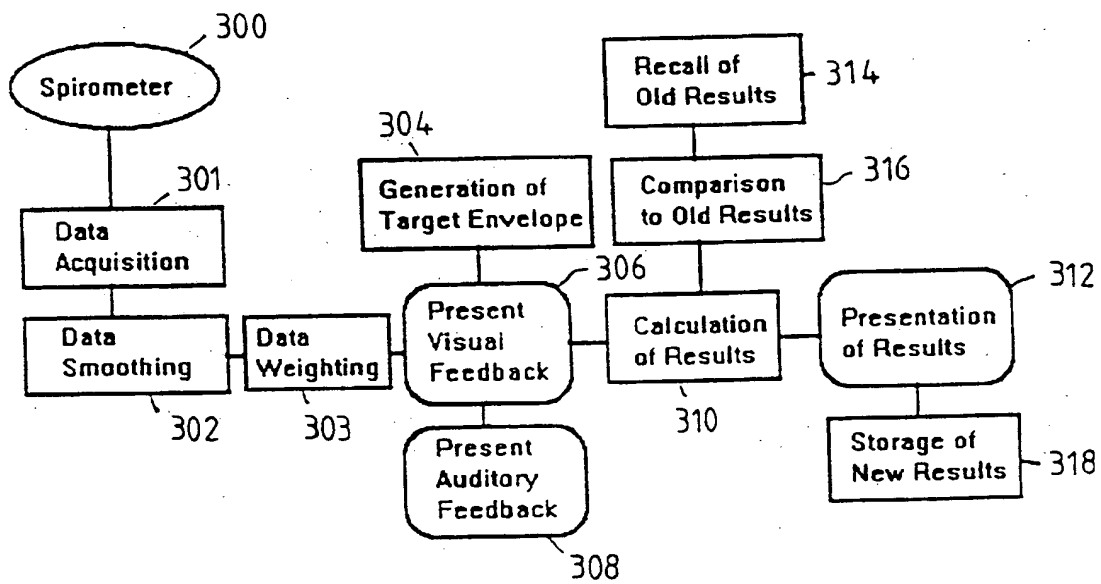 300
Spirometer
301
Data
Acquisition
Data
Smoothing
302
Data
Weighting
303
304
Generation of
Target Envelope
306
Present
Visual
Feedback
Present
Auditory
Feedback
308
Recall of
Old Results
314
Comparison
to Old Results
316
Calculation
of Results
310
312
Presentation
of Results
Storage of
New Results
318